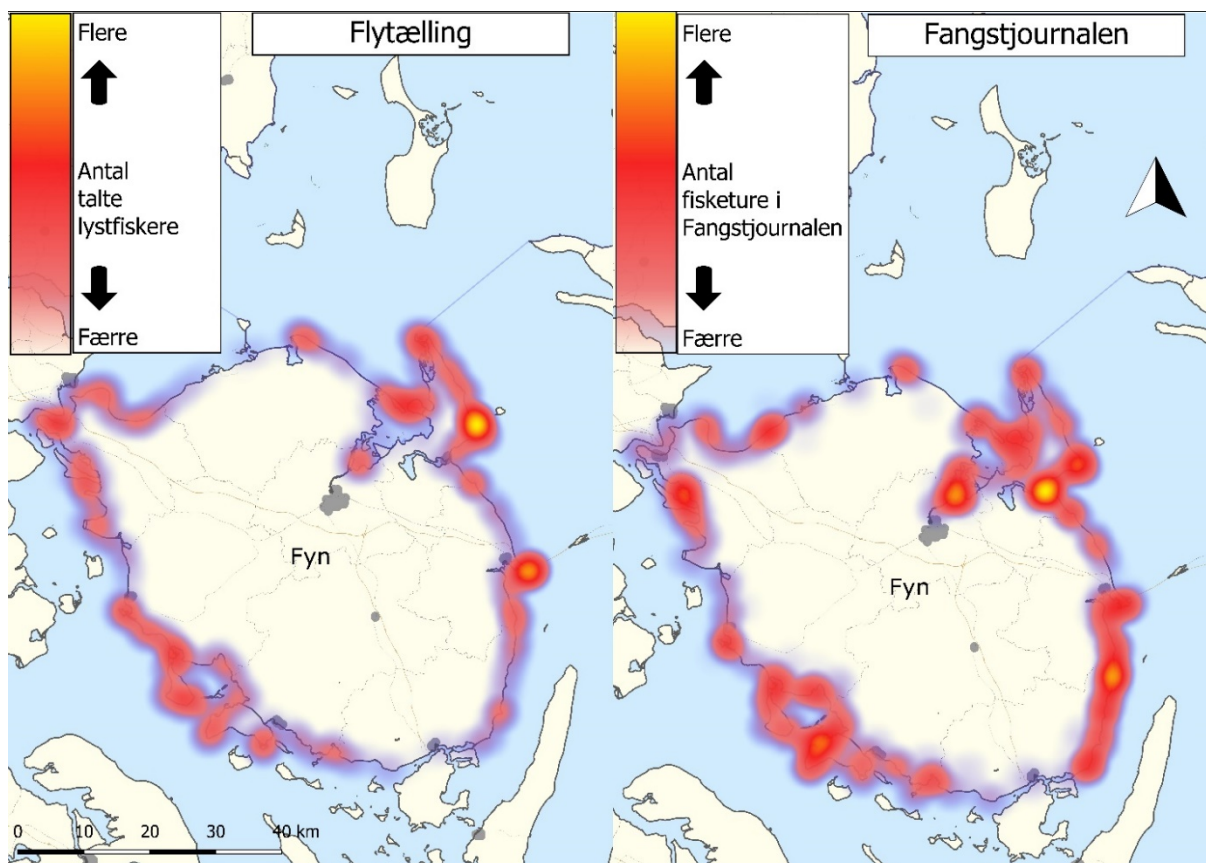 Flytælling
Flere
Antal
talte
lystfiskere
Færre
Fyn
0 10 20 30 40 km
Fangstjournalen
Flere
Antal
fisketure i
Fangstjournalen
Færre
Fyn